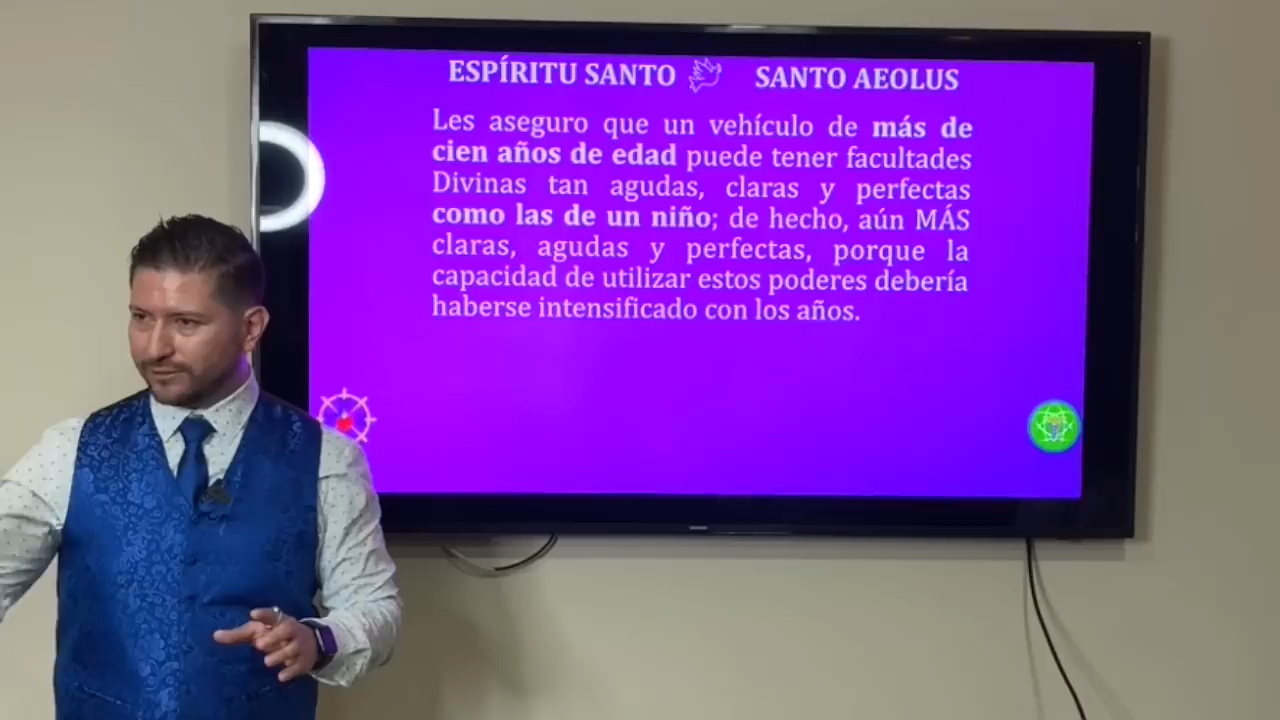 ESPÍRITU SANTO SANTO AEOLUS
Les aseguro que un vehículo de más de
cien años de edad puede tener facultades
Divinas tan agudas, claras y perfectas
como las de un niño; de hecho, aún MÁS
claras, agudas y perfectas, porque la
capacidad de utilizar estos poderes debería
haberse intensificado con los años.